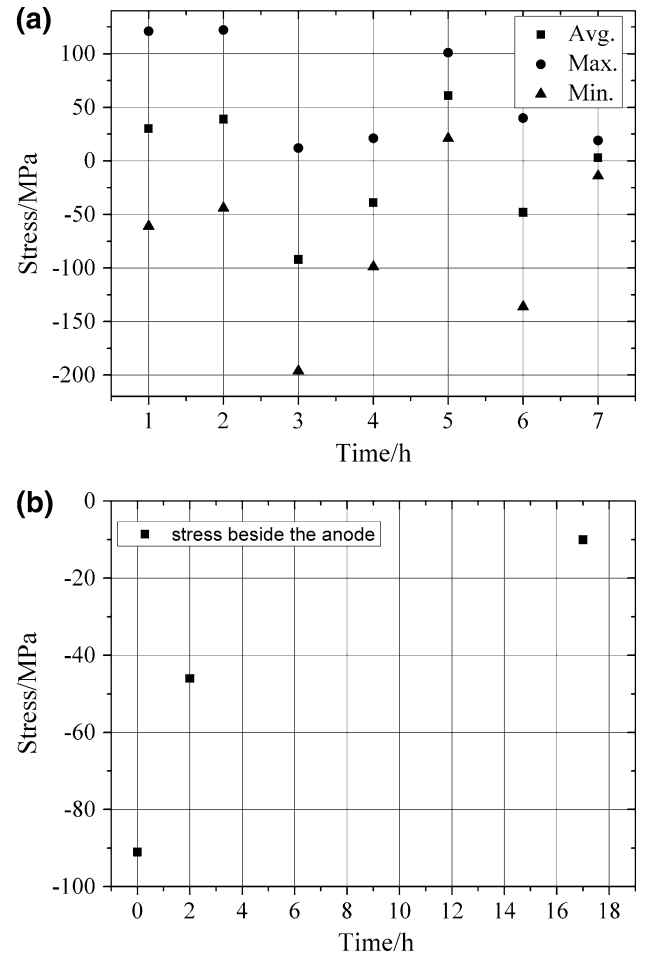 (a)
Avg.
Max.
Min.
100
50
0
-50
-100
-150
-200
Stress/MPa
1 2 3 4 5 6 7
Time/h
(b)
stress beside the anode
0
-20
-40
-60
-80
-100
Stress/MPa
0 2 4 6 8 10 12 14 16 18
Time/h